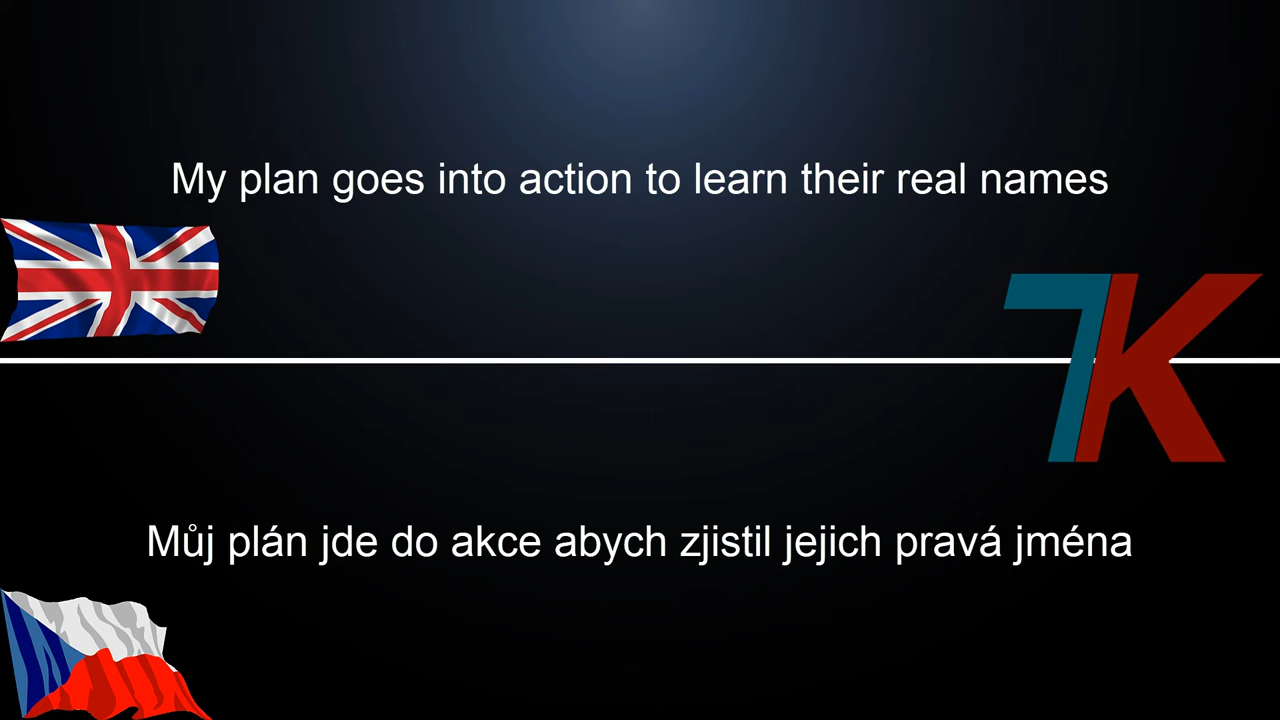 My plan goes into action to learn their real names
7K
Můj plán jde do akce abych zjistil jejich pravá jména